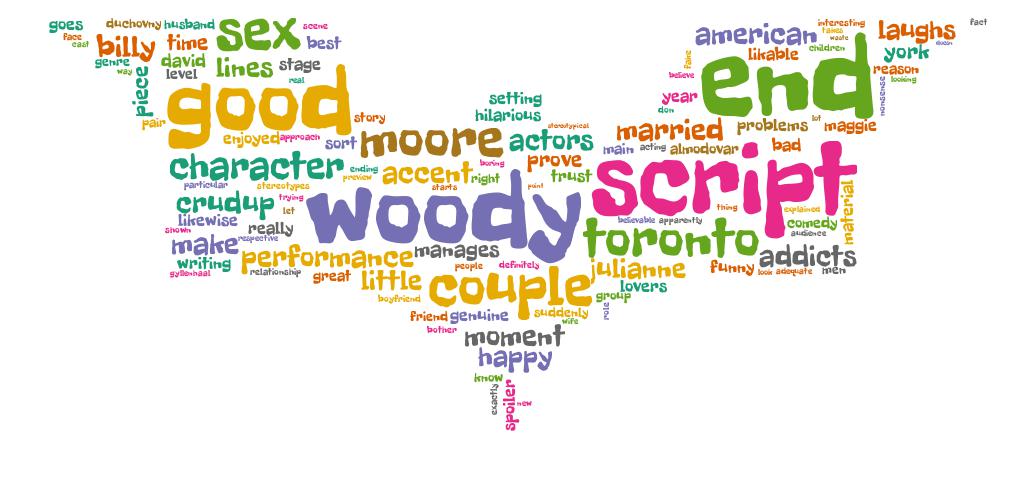 goes duchovny husband sex scene
face
cast billy time best
genre david lines stage
way level real
piece good
pair story
enjoyed approach sort moore
setting
hilarious
stereotypical
actors
american interesting laughs fact
takes
waste
likable children york
false
end reason
believe looking
nonsense
year
don
married problems lot maggie
main acting almodovar bad
character ending accent boring prove
preview right trust
particular stereotypes starts point
script
crudup trying woody
likewise let
shown really
thing explained material
believable apparently comedy
audience
make respective performance manages toronto addicts
writing people definitely julianne funny look adequate men
gyllenhaal relationship great little couple lovers
boyfriend group
friend genuine suddenly role
wife
bother moment
happy
know
exactly spoiler new